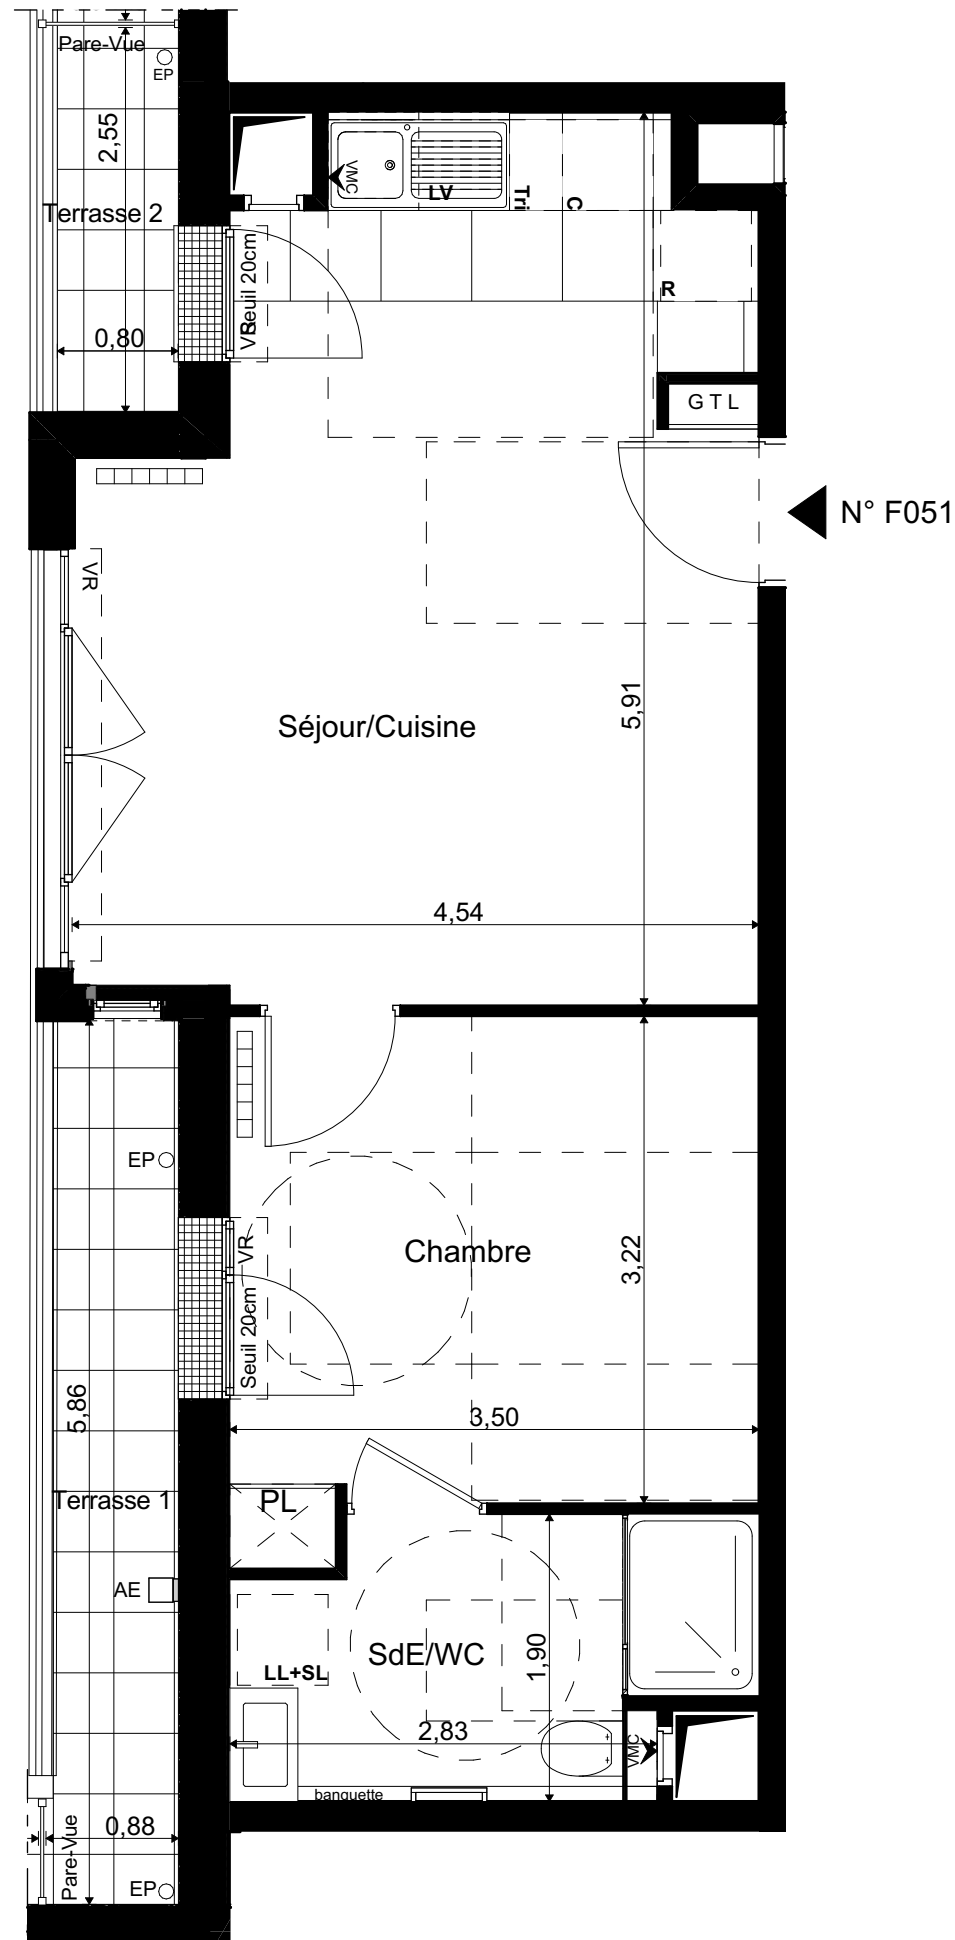 Pare-Vue
EP
2,55
Terrasse 2
0,80
VMC
LV
Tri
C
Seuil 20cm
VR
R
GTL
N° F051
VR
5,91
Séjour/Cuisine
4,54
EP
Chambre
VR
Seuil 20cm
3,22
5,86
3,50
Terrasse 1
PL
AE
SdE/WC
1,90
LL+SL
2,83
VMC
banquette
0,88
Pare-Vue
EP